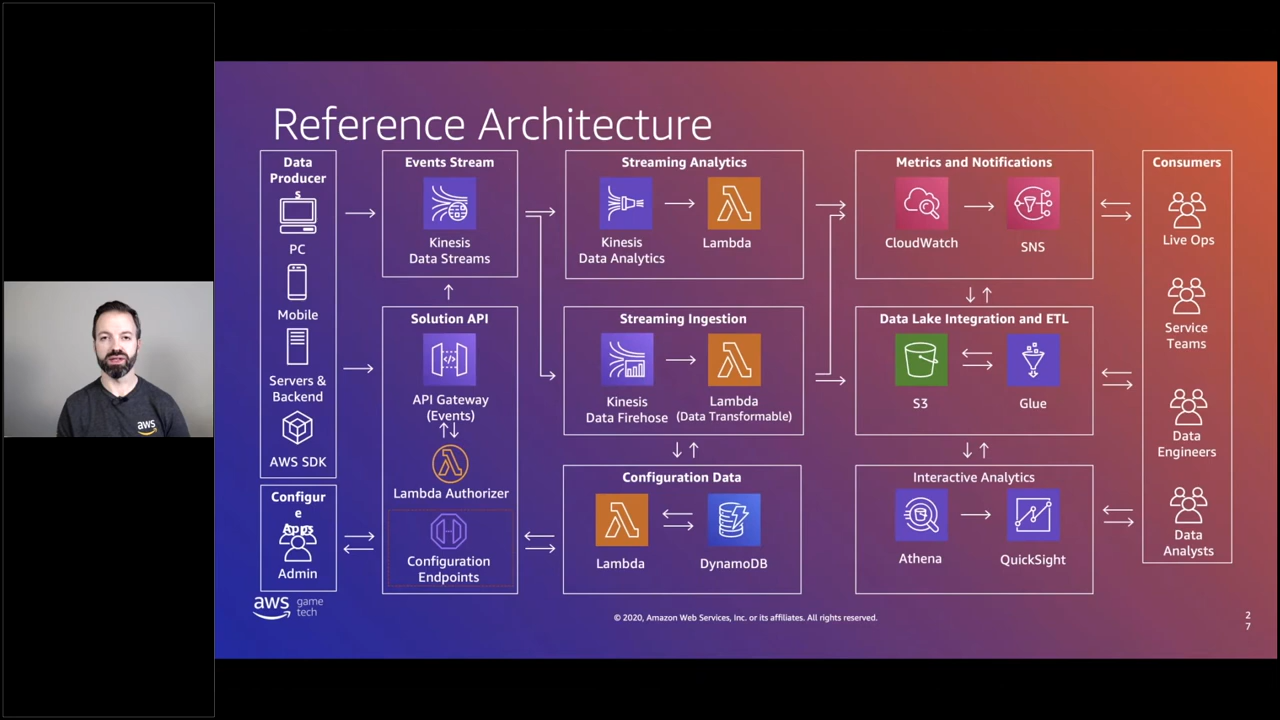 Reference Architecture
Data
Producer
s
PC
Mobile
Servers &
Backend
AWS SDK
Configur
e
Apps
Admin
Events Stream
Kinesis
Data Streams
Solution API
API Gateway
(Events)
Lambda Authorizer
Configuration
Endpoints
Streaming Analytics
Kinesis
Data Analytics
Lambda
Streaming Ingestion
Kinesis
Data Firehose
Lambda
(Data Transformable)
Configuration Data
Lambda
DynamoDB
Metrics and Notifications
CloudWatch
SNS
Data Lake Integration and ETL
S3
Glue
Interactive Analytics
Athena
QuickSight
Consumers
Live Ops
Service
Teams
Data
Engineers
Data
Analysts
aws
game
tech
© 2020, Amazon Web Services, Inc. or its affiliates. All rights reserved.
2
7
aws